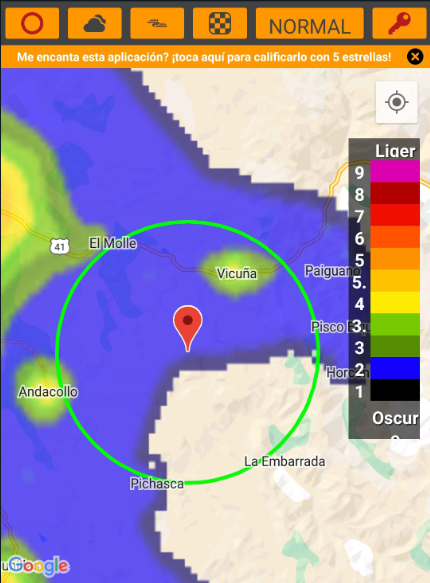 NORMAL
Me encanta esta aplicación? ¡toca aquí para calificarlo con 5 estrellas!
Liger
9
8
7
6
5
5.
4
3.
3
2
1
Oscur
41
El Molle
Vicuña
Paiguano
Pisco
Andacollo
La Embarrada
Pichasca
Google